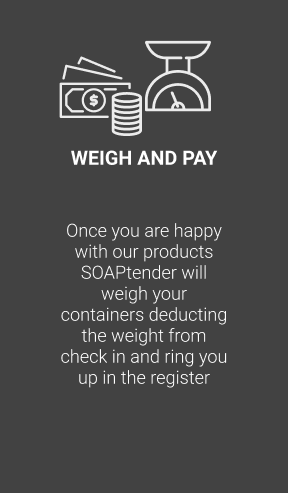 $
WEIGH AND PAY
Once you are happy
with our products
SOAPtender will
weigh your
containers deducting
the weight from
check in and ring you
up in the register